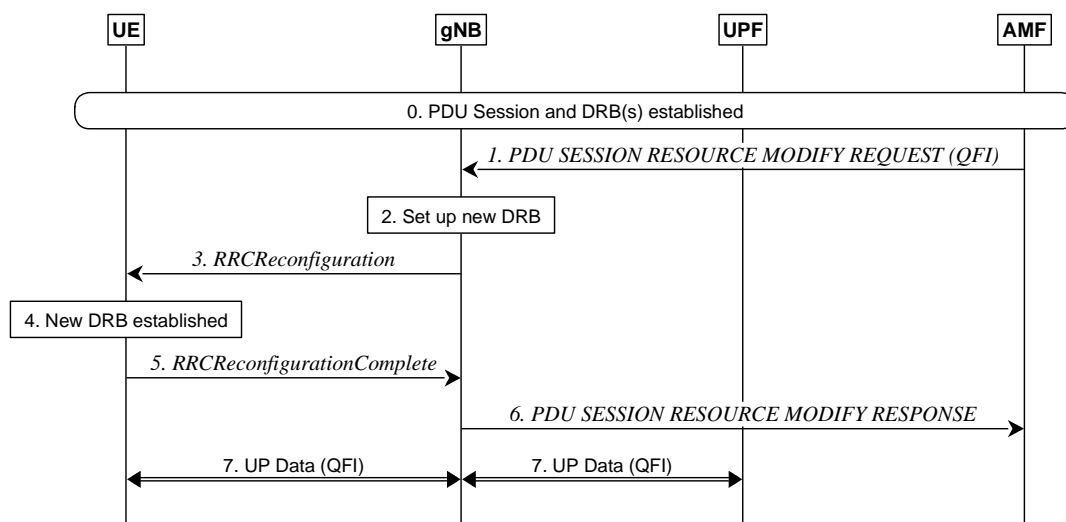 UE
gNB
UPF
AMF
0. PDU Session and DRB(s) established
1. PDU SESSION RESOURCE MODIFY REQUEST (QFI)
2. Set up new DRB
3. RRCReconfiguration
4. New DRB established
5. RRCReconfigurationComplete
6. PDU SESSION RESOURCE MODIFY RESPONSE
7. UP Data (QFI)
7. UP Data (QFI)